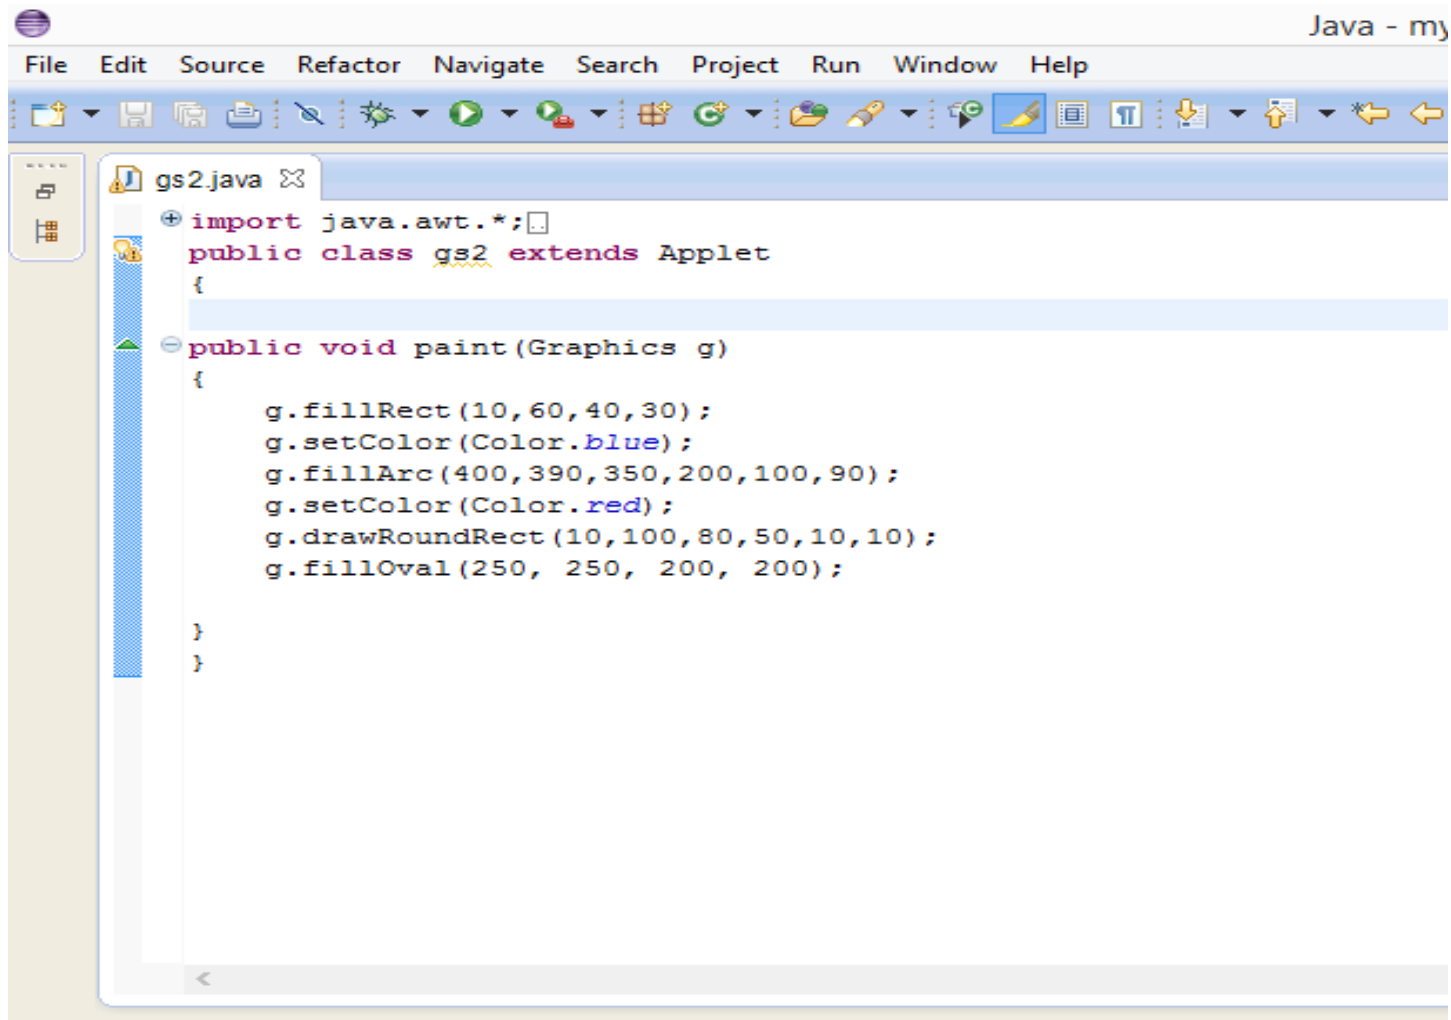 Java - my
File Edit Source Refactor Navigate Search Project Run Window Help
gs2.java
import java.awt.*;
public class gs2 extends Applet
{
public void paint(Graphics g)
{
g.fillRect(10,60,40,30);
g.setColor(Color.blue);
g.fillArc(400,390,350,200,100,90);
g.setColor(Color.red);
g.drawRoundRect(10,100,80,50,10,10);
g.fillOval(250, 250, 200, 200);
}
}